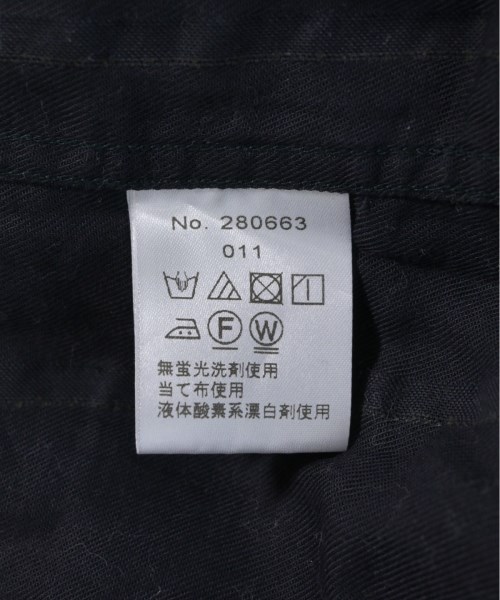 No. 280663
011
F W
無蛍光洗剤使用
当て布使用
液体酸素系漂白剤使用